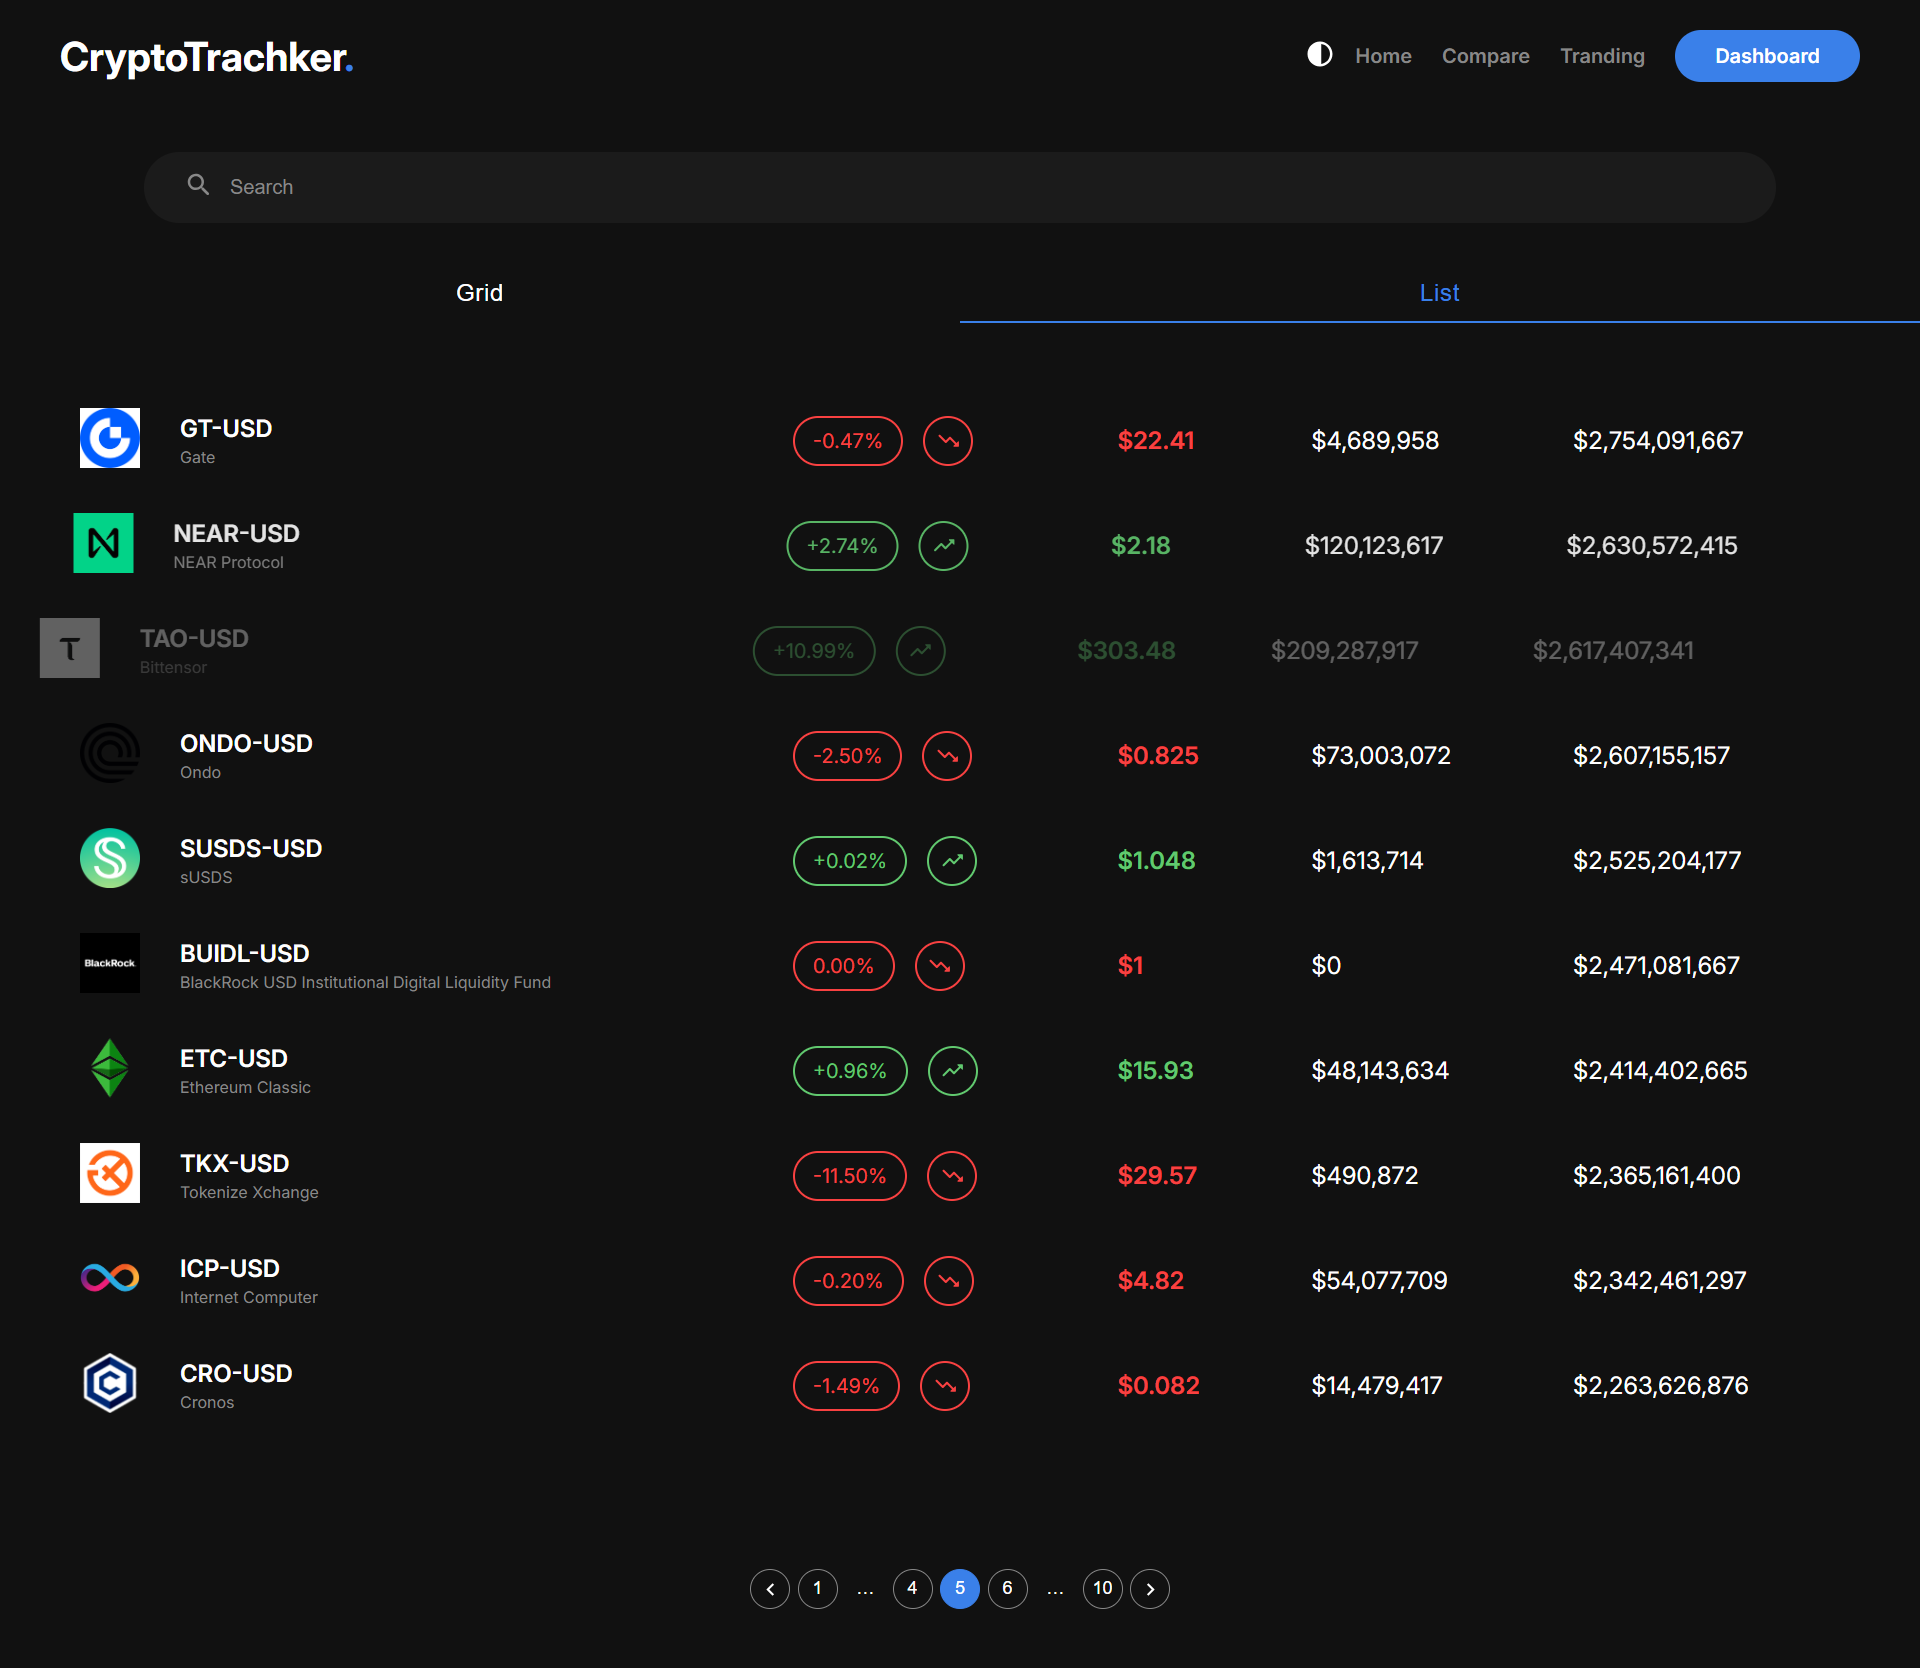 CryptoTrachker.
Home Compare Tranding Dashboard
Search
Grid List
GT-USD
Gate
-0.47% $22.41 $4,689,958 $2,754,091,667
NEAR-USD
NEAR Protocol
+2.74% $2.18 $120,123,617 $2,630,572,415
TAO-USD
Bittensor
+10.99% $303.48 $209,287,917 $2,617,407,341
ONDO-USD
Ondo
-2.50% $0.825 $73,003,072 $2,607,155,157
SUSDS-USD
sUSDS
+0.02% $1.048 $1,613,714 $2,525,204,177
BlackRock
BUIDL-USD
BlackRock USD Institutional Digital Liquidity Fund
0.00% $1 $0 $2,471,081,667
ETC-USD
Ethereum Classic
+0.96% $15.93 $48,143,634 $2,414,402,665
TKX-USD
Tokenize Xchange
-11.50% $29.57 $490,872 $2,365,161,400
ICP-USD
Internet Computer
-0.20% $4.82 $54,077,709 $2,342,461,297
CRO-USD
Cronos
-1.49% $0.082 $14,479,417 $2,263,626,876
1 ... 4 5 6 ... 10